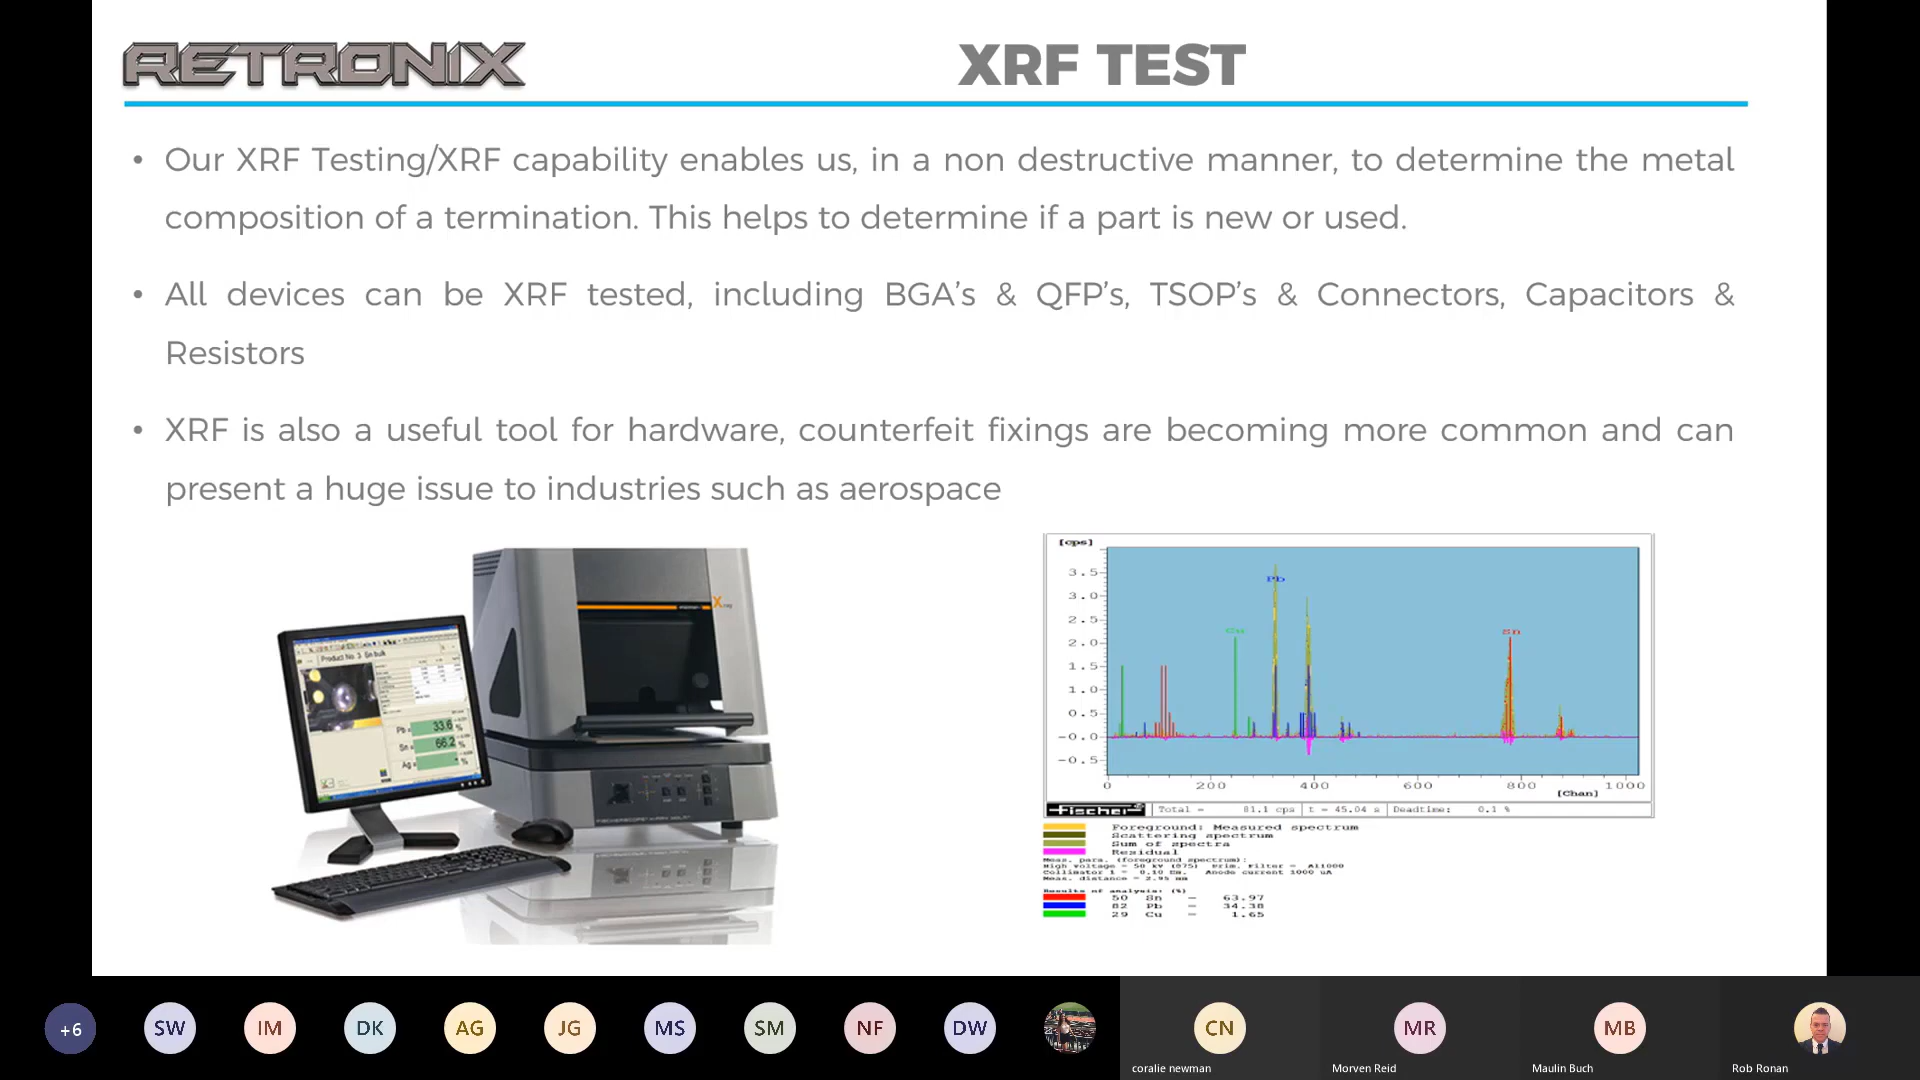 RETRONIX
XRF TEST
• Our XRF Testing/XRF capability enables us, in a non destructive manner, to determine the metal
composition of a termination. This helps to determine if a part is new or used.
• All devices can be XRF tested, including BGA’s & QFP’s, TSOP’s & Connectors, Capacitors &
Resistors
• XRF is also a useful tool for hardware, counterfeit fixings are becoming more common and can
present a huge issue to industries such as aerospace
Product No. 3 Sn bulk
Pb = 33.6 %
Sn = 66.2 %
Ag = %
[cps]
3.5
3.0
2.5
2.0
1.5
1.0
0.5
-0.0
-0.5
Pb
Cu
Sn
0 200 400 600 800 1000
[Chan]
Fischer Total = 81.1 cps t = 45.04 s Deadtime: 0.1 %
Foreground: Measured spectrum
Scattering spectrum
Sum of spectra
Residual
Meas. para. (foreground spectrum):
High voltage = 50 kV (875) Prim. Filter = Al1000
Collimator 1 = 0.10 Dm. Anode current 1000 uA
Meas. distance = 2.95 mm
Results of analysis: (%)
50 Sn = 63.97
82 Pb = 34.38
29 Cu = 1.65
+6 SW IM DK AG JG MS SM NF DW CN MR MB
coralie newman Morven Reid Maulin Buch Rob Ronan